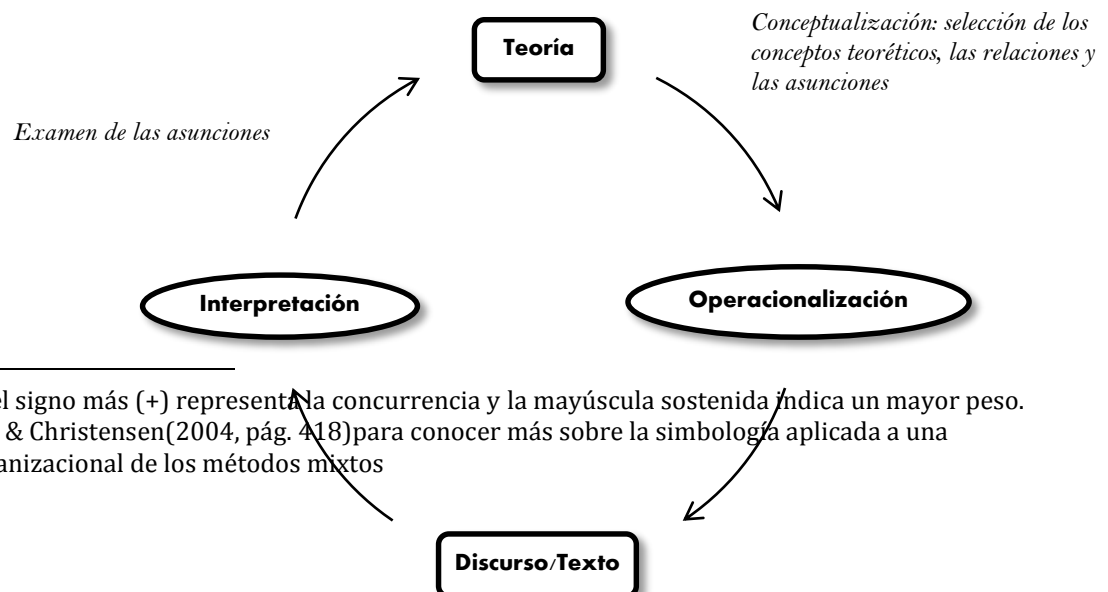 Teoría
Conceptualización: selección de los
conceptos teoréticos, las relaciones y
las asunciones
Examen de las asunciones
Interpretación
Operacionalización
el signo más (+) representa la concurrencia y la mayúscula sostenida indica un mayor peso.
& Christensen(2004, pág. 418)para conocer más sobre la simbología aplicada a una
anizacional de los métodos mixtos
Discurso/Texto